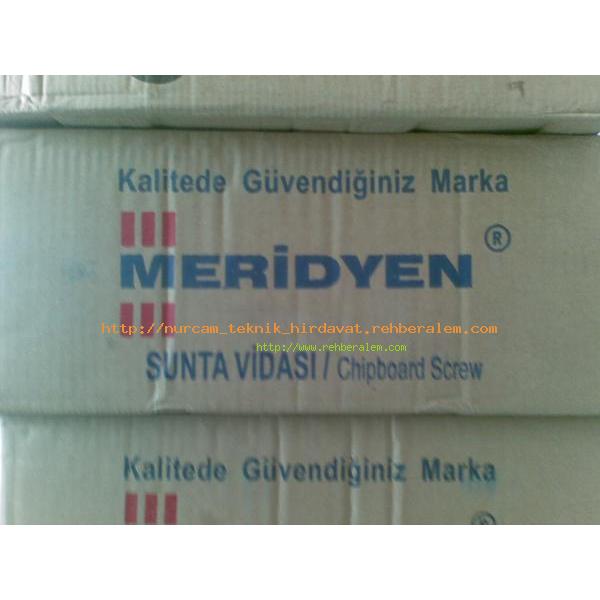 Kalitede Güvendiğiniz Marka
MERİDYEN ®
http://nurcam_teknik_hirdavat.rehberalem.com
http://www.rehberalem.com
SUNTA VİDASI / Chipboard Screw
Kalitede Güvendiğiniz Marka
®